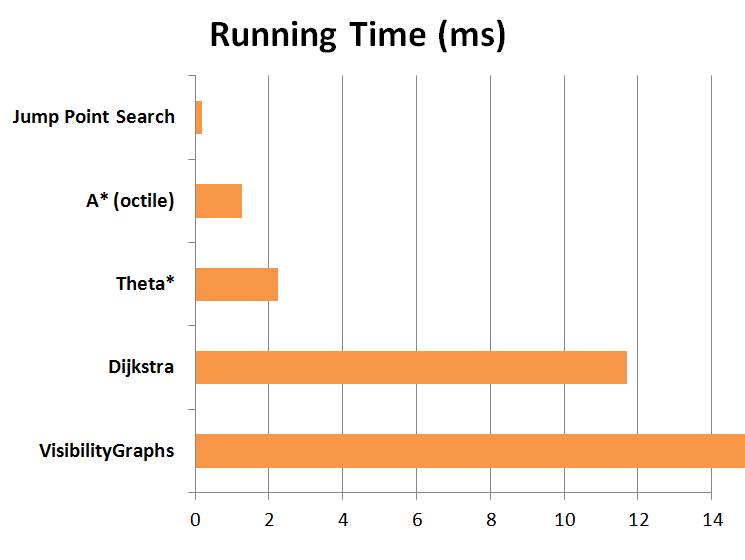 Running Time (ms)
Jump Point Search
A* (octile)
Theta*
Dijkstra
VisibilityGraphs
0 2 4 6 8 10 12 14